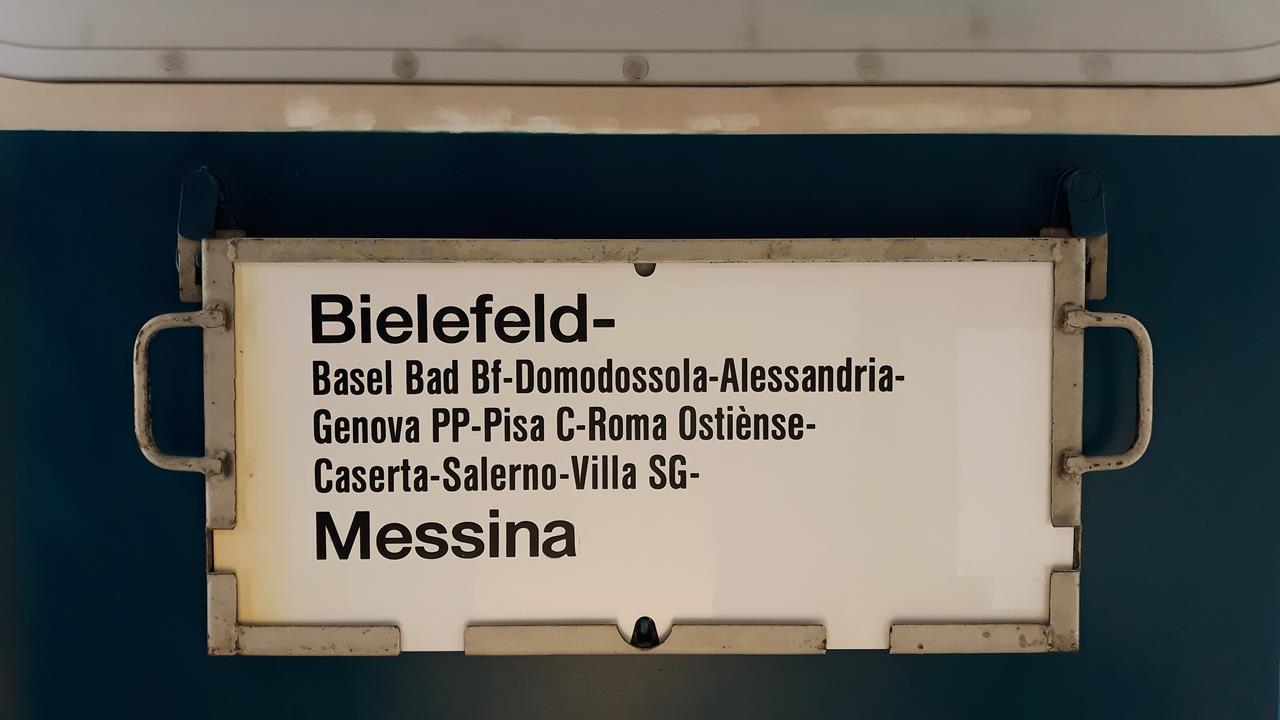 Bielefeld-
Basel Bad Bf-Domodossola-Alessandria-
Genova PP-Pisa C-Roma Ostiènse-
Caserta-Salerno-Villa SG-
Messina